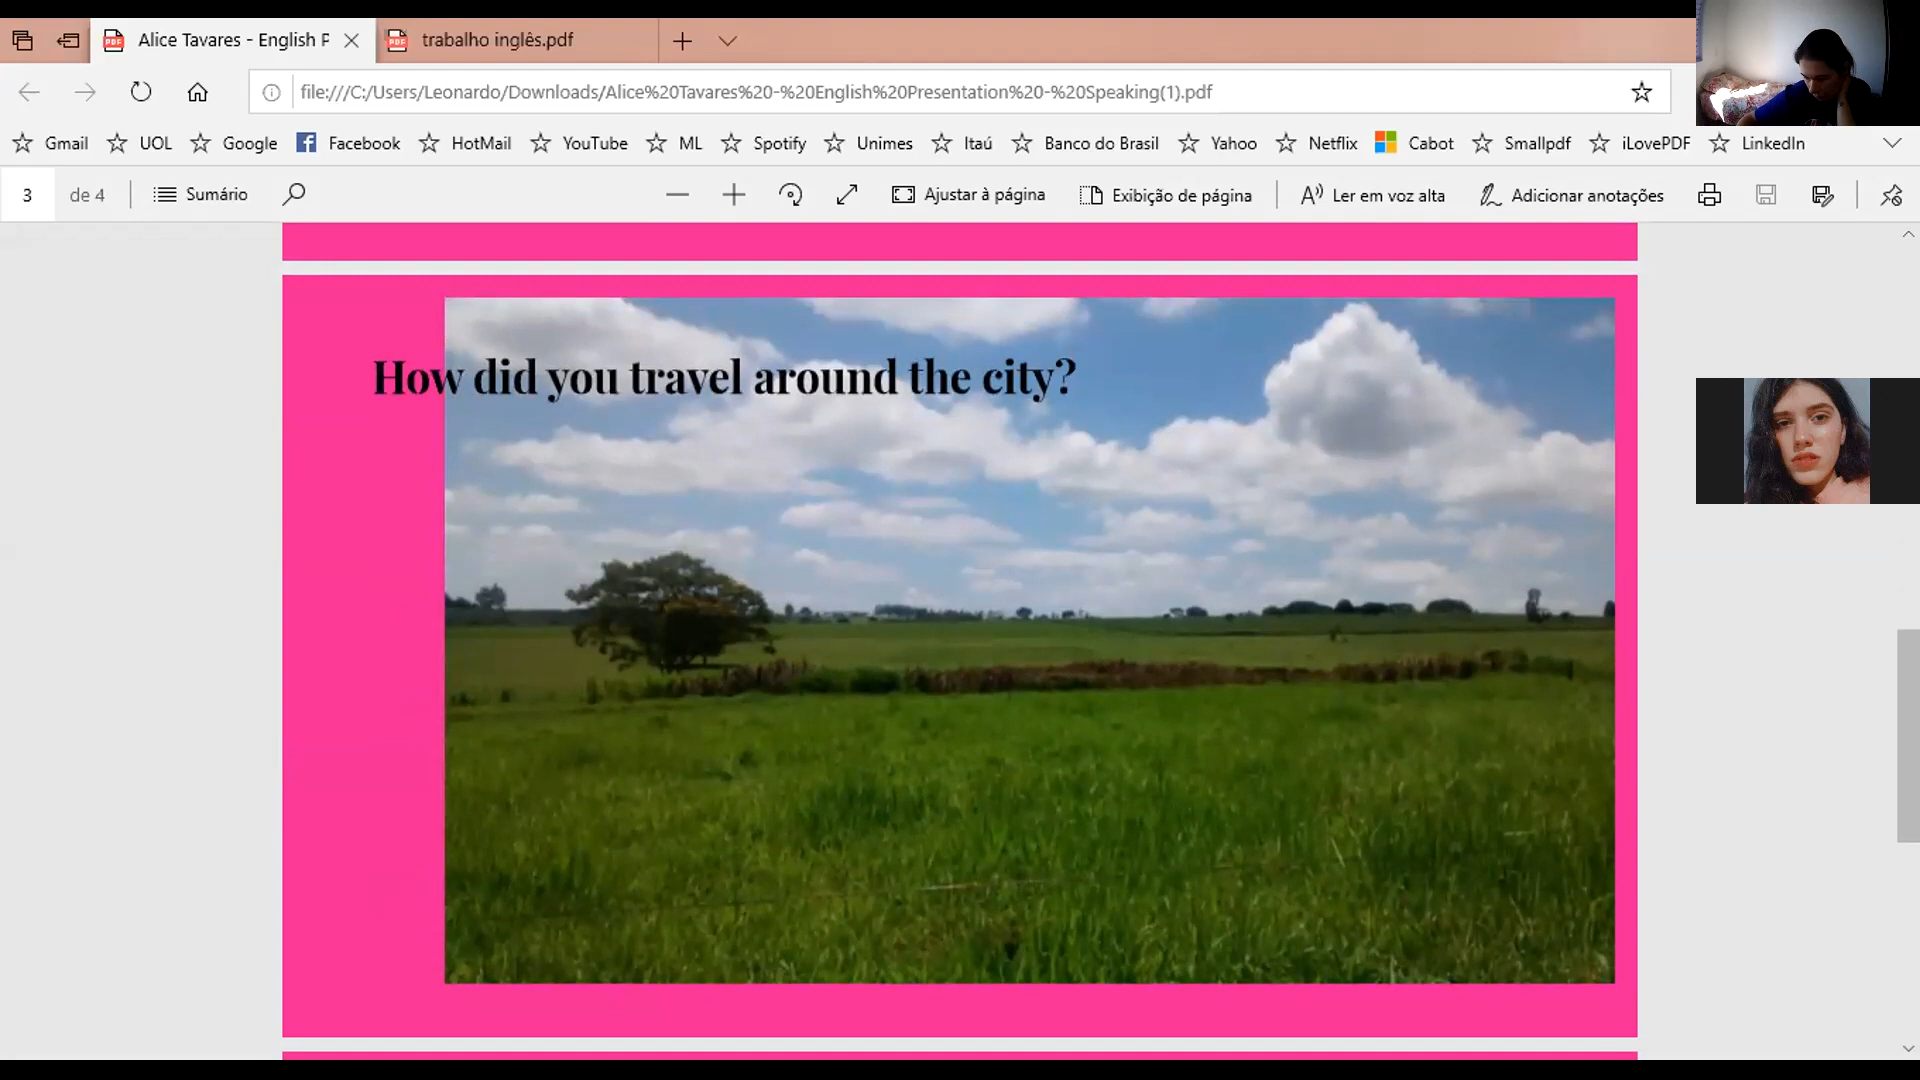 Alice Tavares - English P
trabalho inglês.pdf
file:///C:/Users/Leonardo/Downloads/Alice%20Tavares%20-%20English%20Presentation%20-%20Speaking(1).pdf
Gmail UOL Google Facebook HotMail YouTube ML Spotify Unimes Itaú Banco do Brasil Yahoo Netflix Cabot Smallpdf iLovePDF LinkedIn
3 de 4 Sumário Ajustar à página Exibição de página Ler em voz alta Adicionar anotações
How did you travel around the city?